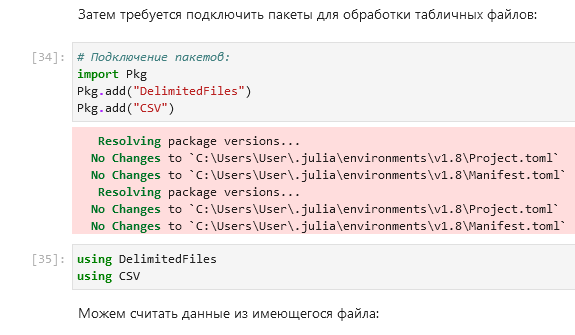 Затем требуется подключить пакеты для обработки табличных файлов:
[34]: # Подключение пакетов:
import Pkg
Pkg.add("DelimitedFiles")
Pkg.add("CSV")
Resolving package versions...
No Changes to `C:\Users\User\.julia\environments\v1.8\Project.toml`
No Changes to `C:\Users\User\.julia\environments\v1.8\Manifest.toml`
Resolving package versions...
No Changes to `C:\Users\User\.julia\environments\v1.8\Project.toml`
No Changes to `C:\Users\User\.julia\environments\v1.8\Manifest.toml`
[35]: using DelimitedFiles
using CSV
Можем считать данные из имеющегося файла: